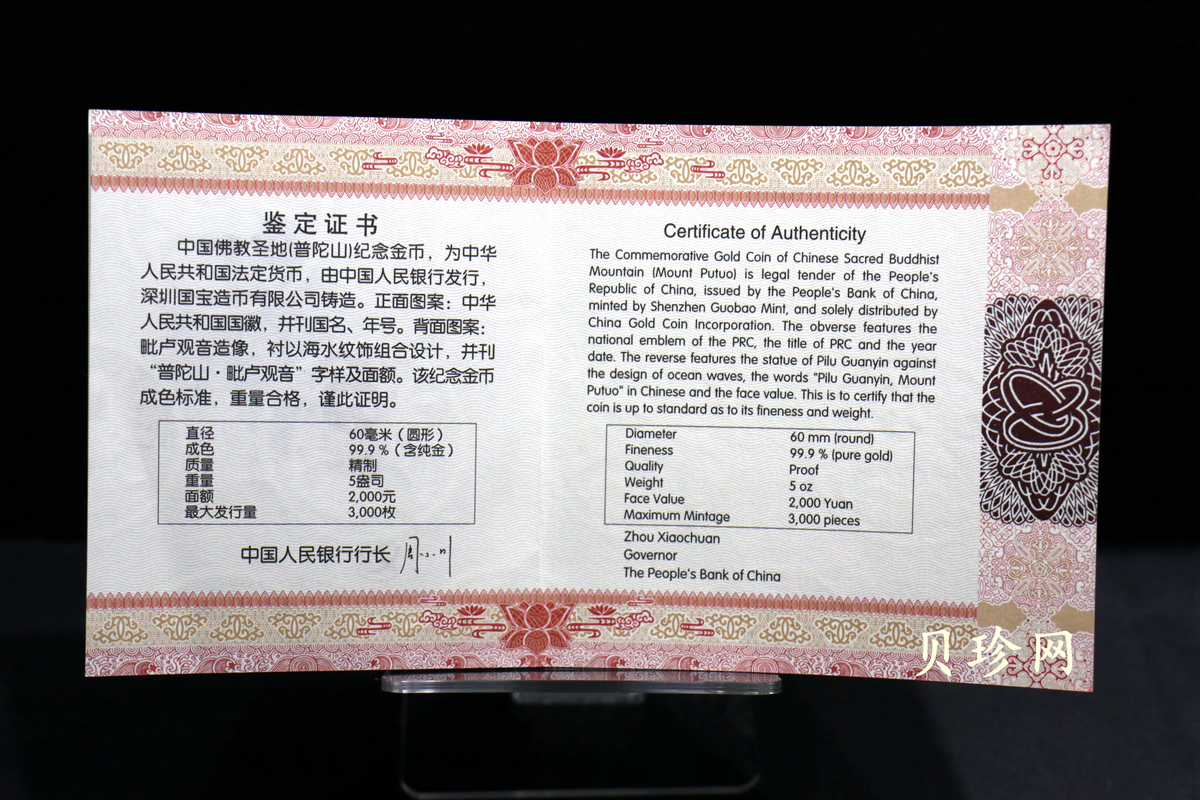 鉴定证书
中国佛教圣地(普陀山)纪念金币，为中华
人民共和国法定货币，由中国人民银行发行，
深圳国宝造币有限公司铸造。正面图案：中华
人民共和国国徽，并刊国名、年号。背面图案：
毗卢观音造像，衬以海水纹饰组合设计，并刊
“普陀山·毗卢观音”字样及面额。该纪念金币
成色标准，重量合格，谨此证明。
直径 60毫米（圆形）
成色 99.9％（含纯金）
质量 精制
重量 5盎司
面额 2,000元
最大发行量 3,000枚
中国人民银行行长 周小川
Certificate of Authenticity
The Commemorative Gold Coin of Chinese Sacred Buddhist
Mountain (Mount Putuo) is legal tender of the People's
Republic of China, issued by the People's Bank of China,
minted by Shenzhen Guobao Mint, and solely distributed by
China Gold Coin Incorporation. The obverse features the
national emblem of the PRC, the title of PRC and the year
date. The reverse features the statue of Pilu Guanyin against
the design of ocean waves, the words "Pilu Guanyin, Mount
Putuo" in Chinese and the face value. This is to certify that the
coin is up to standard as to its fineness and weight.
Diameter 60 mm (round)
Fineness 99.9 % (pure gold)
Quality Proof
Weight 5 oz
Face Value 2,000 Yuan
Maximum Mintage 3,000 pieces
Zhou Xiaochuan
Governor
The People's Bank of China
贝珍网